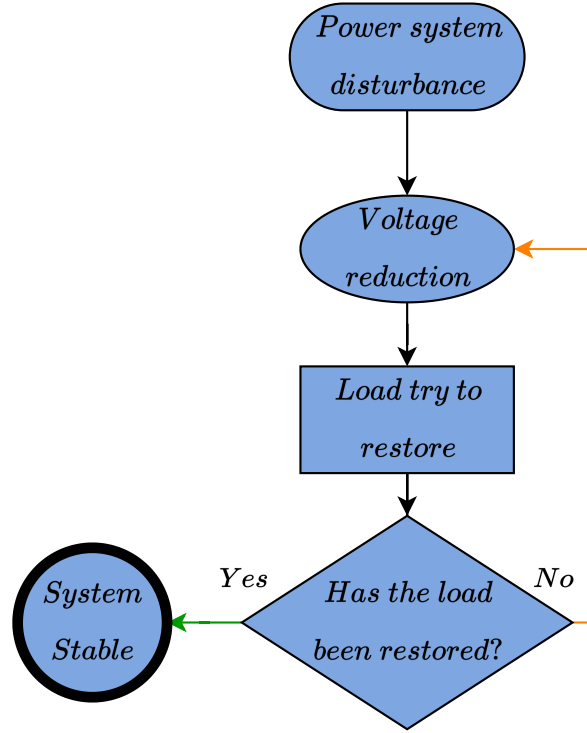 Power system
disturbance
Voltage
reduction
Load try to
restore
Yes
No
System
Stable
Has the load
been restored?